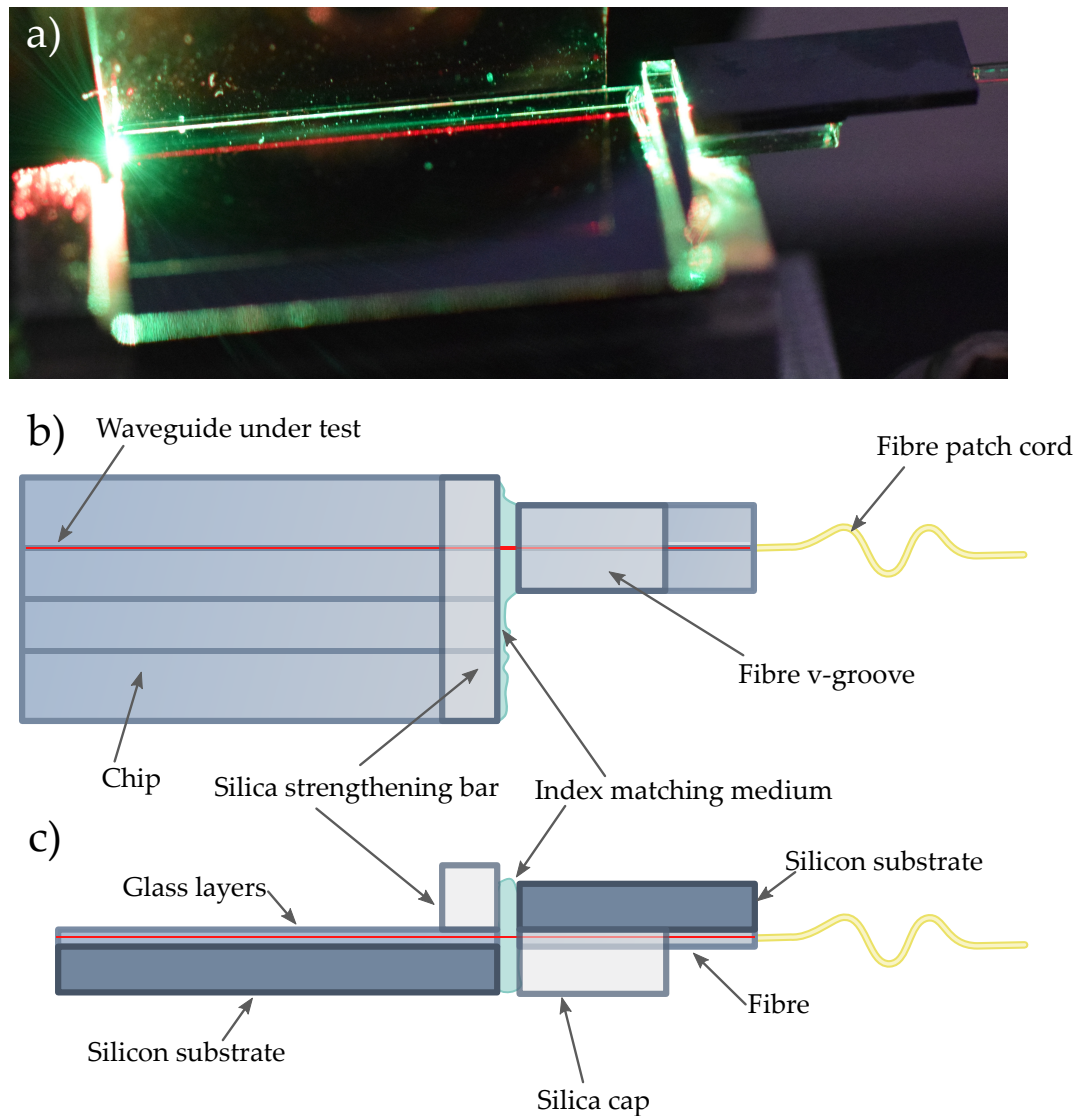 a)
b)
Waveguide under test
Fibre patch cord
Fibre v-groove
Chip
Silica strengthening bar
Index matching medium
c)
Silicon substrate
Glass layers
Fibre
Silicon substrate
Silica cap